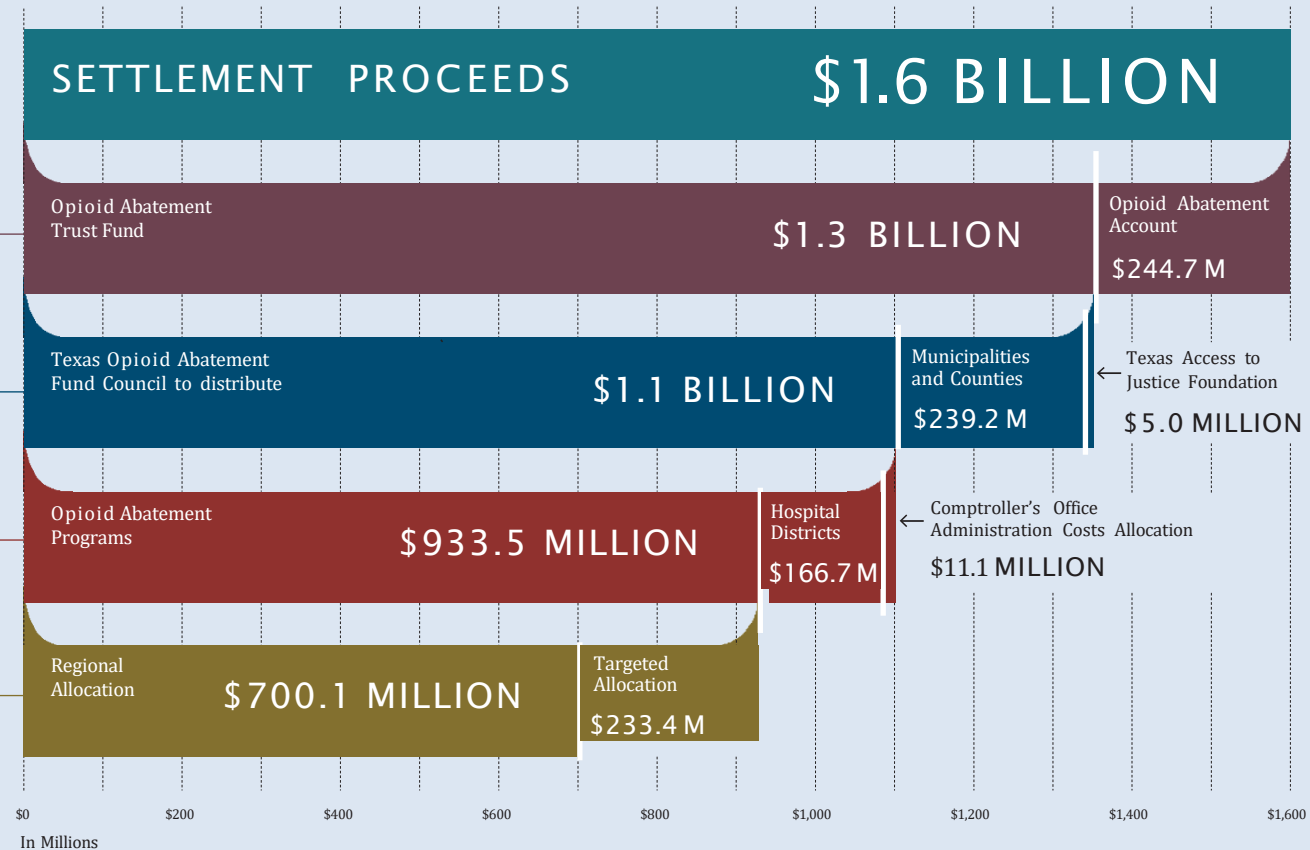 SETTLEMENT PROCEEDS
$1.6 BILLION
Opioid Abatement
Trust Fund
$1.3 BILLION
Opioid Abatement
Account
$244.7 M
Texas Opioid Abatement
Fund Council to distribute
$1.1 BILLION
Municipalities
and Counties
$239.2 M
Texas Access to
Justice Foundation
$5.0 MILLION
Opioid Abatement
Programs
$933.5 MILLION
Hospital
Districts
$166.7 M
Comptroller’s Office
Administration Costs Allocation
$11.1 MILLION
Regional
Allocation
$700.1 MILLION
Targeted
Allocation
$233.4 M
$0 $200 $400 $600 $800 $1,000 $1,200 $1,400 $1,600
In Millions